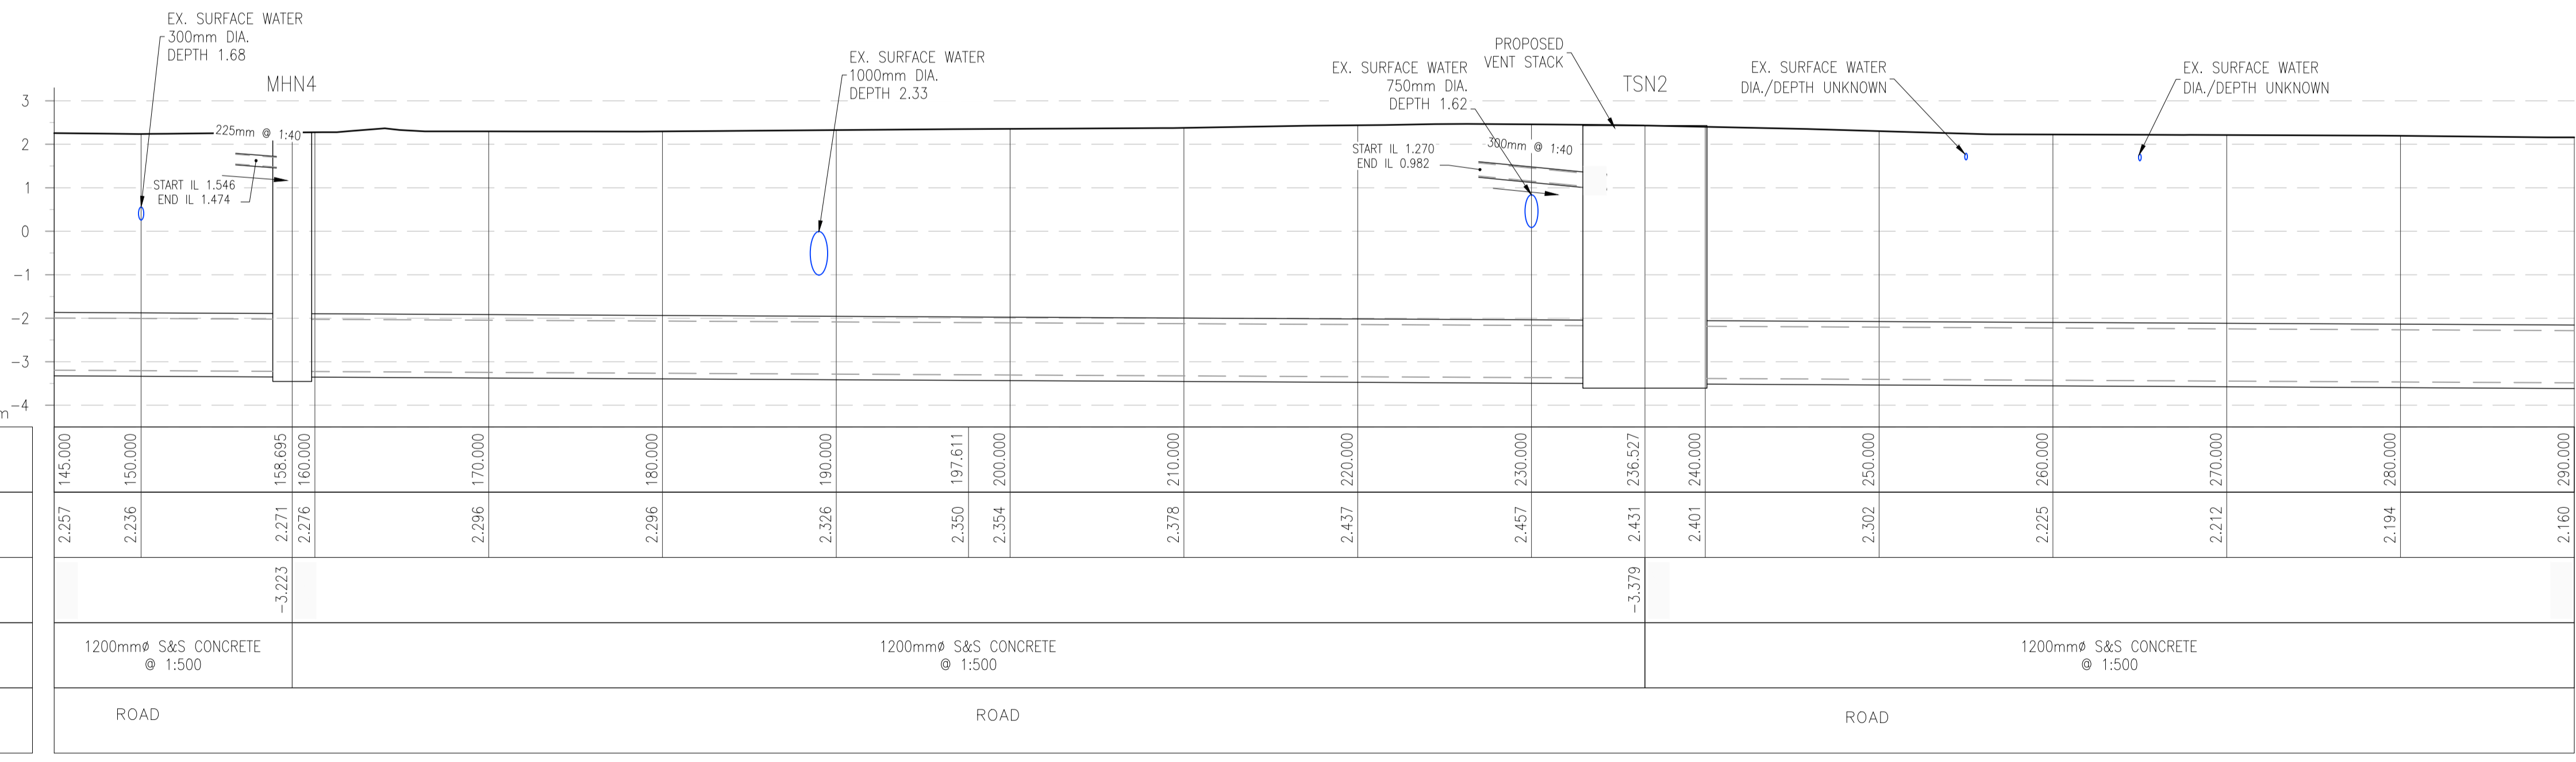 EX. SURFACE WATER
300mm DIA.
DEPTH 1.68
MHN4
EX. SURFACE WATER
1000mm DIA.
DEPTH 2.33
EX. SURFACE WATER
750mm DIA.
DEPTH 1.62
PROPOSED
VENT STACK
TSN2
EX. SURFACE WATER
DIA./DEPTH UNKNOWN
EX. SURFACE WATER
DIA./DEPTH UNKNOWN
3
2
1
0
-1
-2
-3
-4
m
225mm @ 1:40
START IL 1.546
END IL 1.474
START IL 1.270
END IL 0.982
300mm @ 1:40
145.000 150.000 158.695 160.000 170.000 180.000 190.000 197.611 200.000 210.000 220.000 230.000 236.527 240.000 250.000 260.000 270.000 280.000 290.000
2.257 2.236 2.271 2.276 2.296 2.296 2.326 2.350 2.354 2.378 2.437 2.457 2.431 2.401 2.302 2.225 2.212 2.194 2.160
-3.223 -3.379
1200mmø S&S CONCRETE
@ 1:500
1200mmø S&S CONCRETE
@ 1:500
1200mmø S&S CONCRETE
@ 1:500
ROAD
ROAD
ROAD